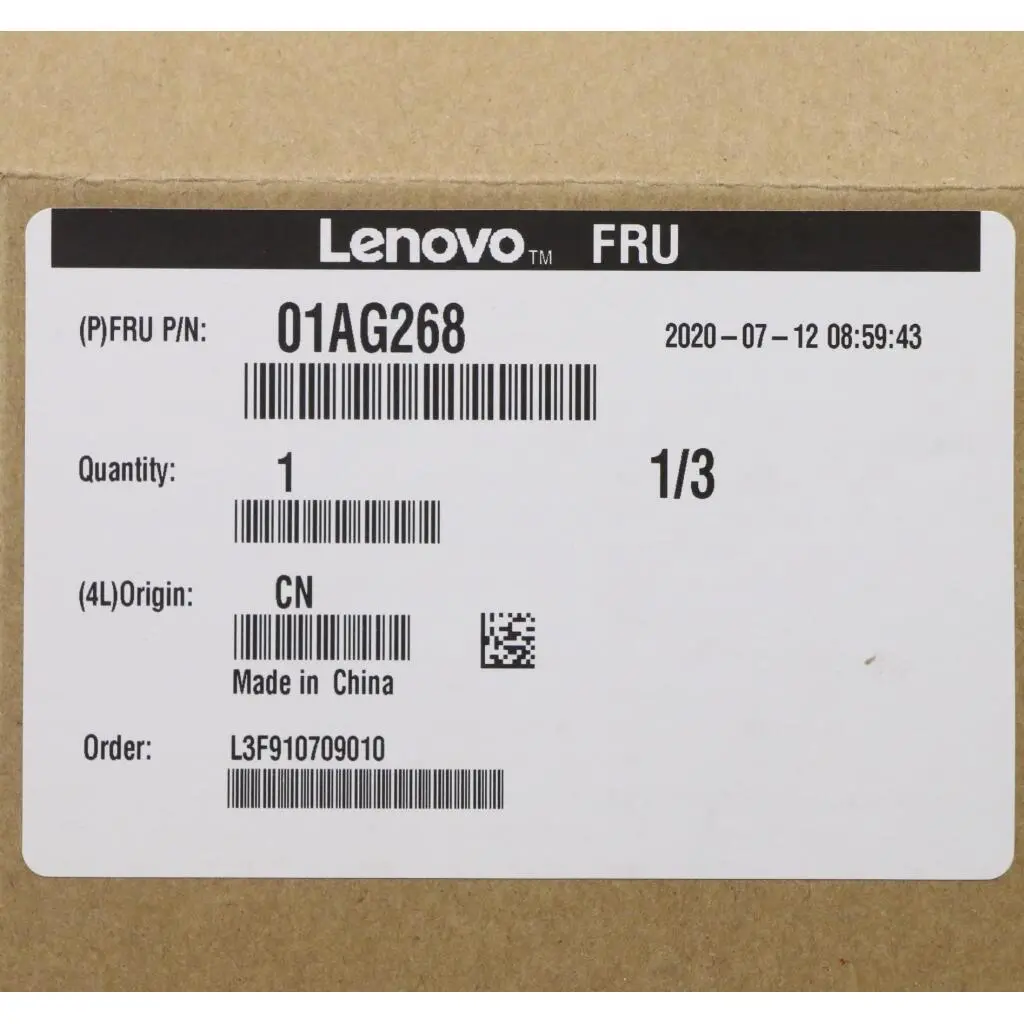 Lenovo™ FRU
(P)FRU P/N: 01AG268 2020-07-12 08:59:43
Quantity: 1 1/3
(4L)Origin: CN
Made in China
Order: L3F910709010